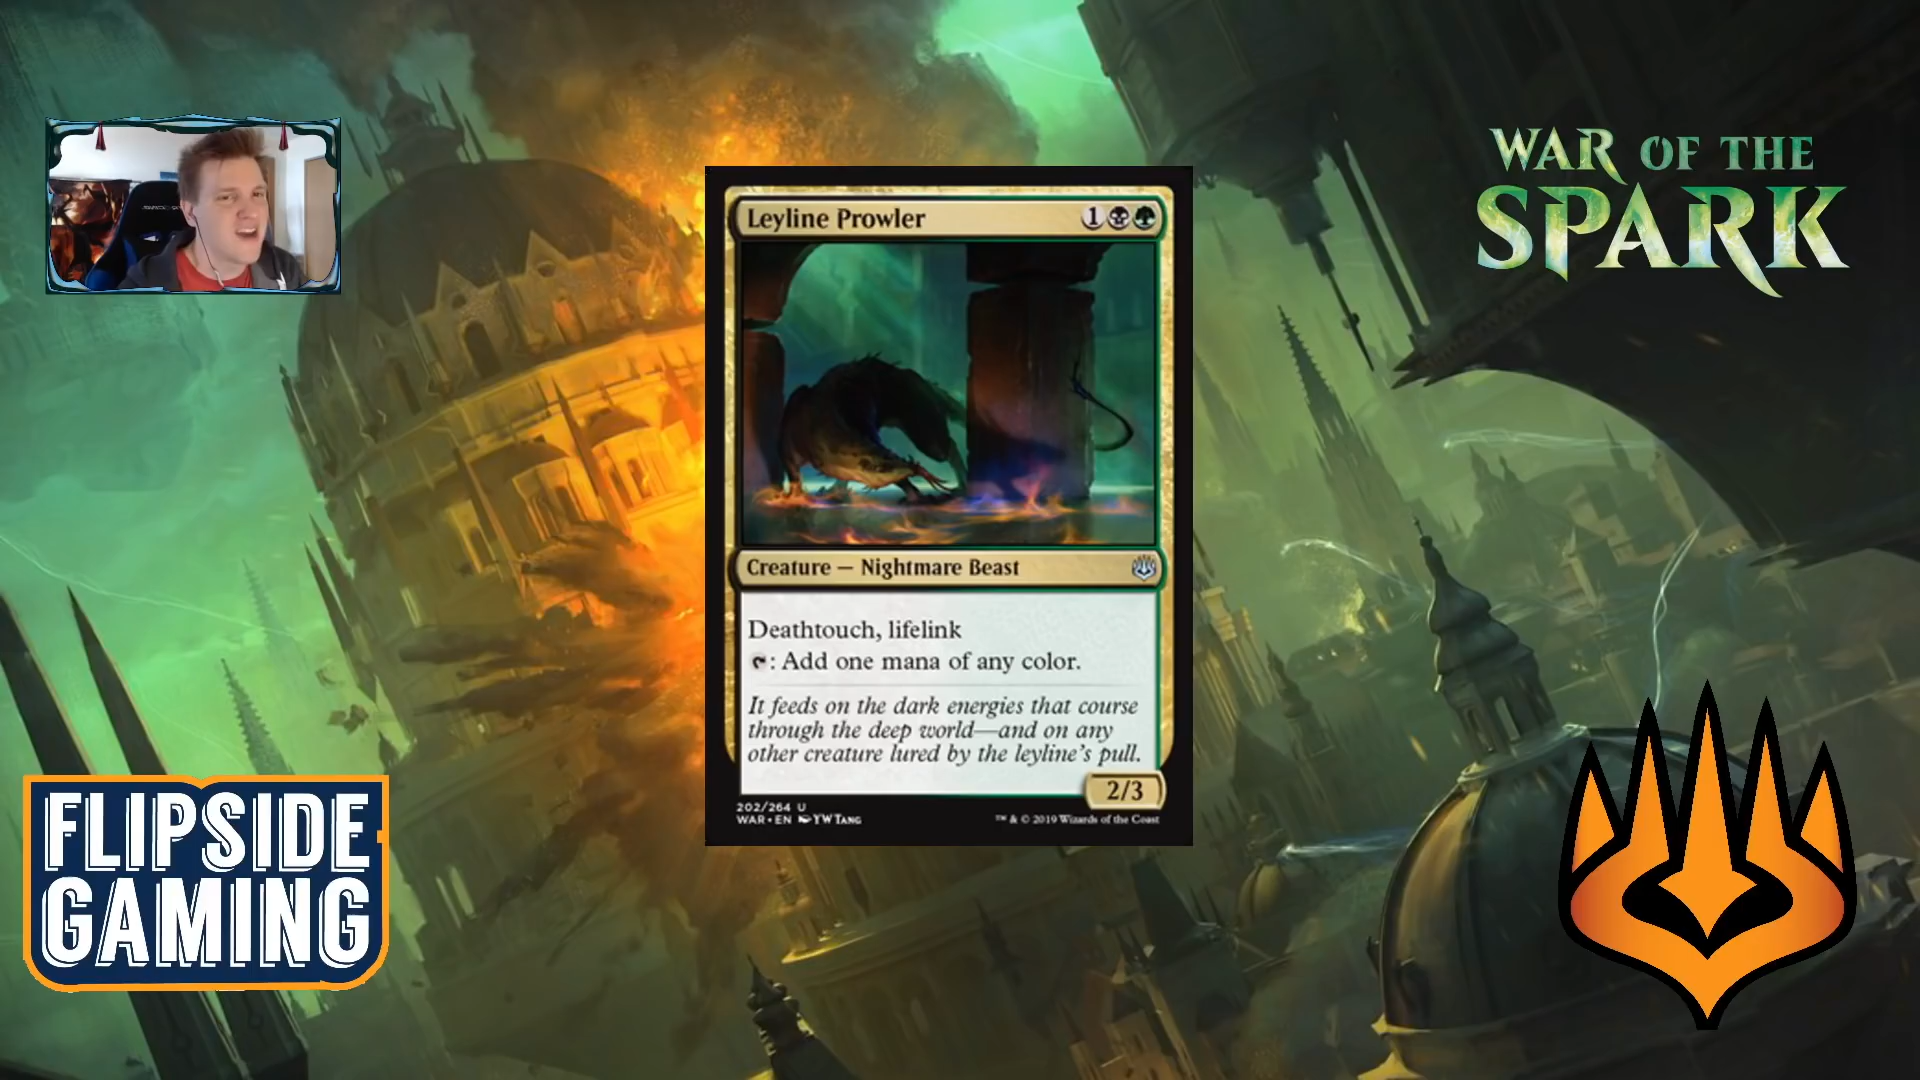 WAR OF THE
SPARK
Leyline Prowler 1
Creature — Nightmare Beast
Deathtouch, lifelink
: Add one mana of any color.
It feeds on the dark energies that course
through the deep world—and on any
other creature lured by the leyline's pull.
2/3
202/264 U
WAR • EN YW TANG
™ & © 2019 Wizards of the Coast
FLIPSIDE
GAMING